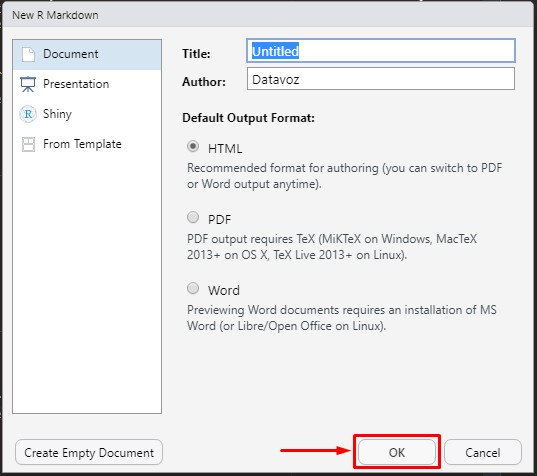 New R Markdown
Document
Presentation
Shiny
From Template
Title: Untitled
Author: Datavoz
Default Output Format:
HTML
Recommended format for authoring (you can switch to PDF
or Word output anytime).
PDF
PDF output requires TeX (MiKTeX on Windows, MacTeX
2013+ on OS X, TeX Live 2013+ on Linux).
Word
Previewing Word documents requires an installation of MS
Word (or Libre/Open Office on Linux).
Create Empty Document
OK
Cancel